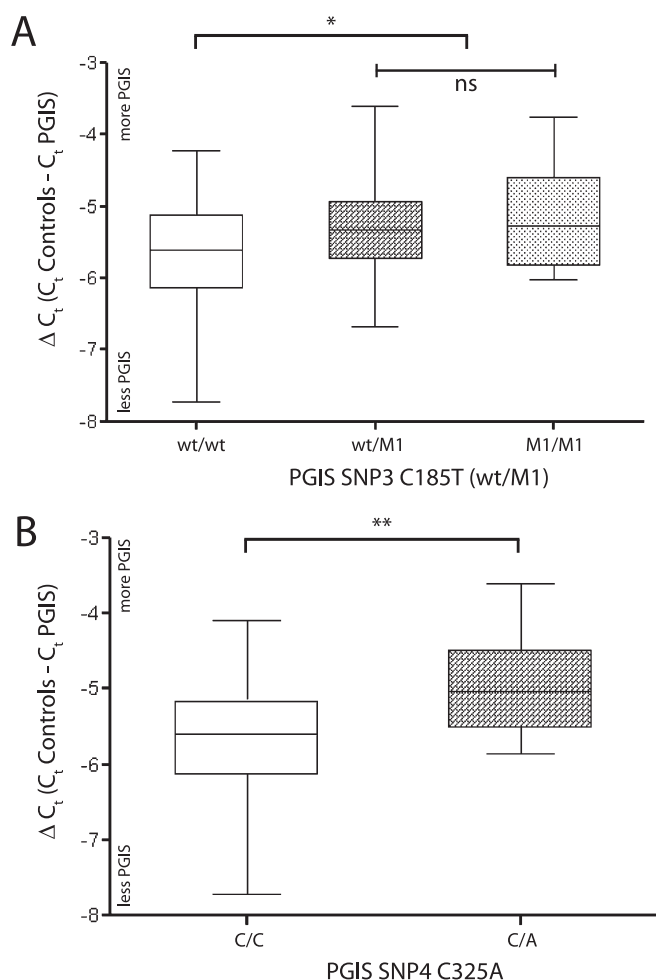 A
*
ns
Δ Ct (Ct Controls - Ct PGIS)
more PGIS
less PGIS
-3
-4
-5
-6
-7
-8
wt/wt wt/M1 M1/M1
PGIS SNP3 C185T (wt/M1)
B
**
Δ Ct (Ct Controls - Ct PGIS)
more PGIS
less PGIS
-3
-4
-5
-6
-7
-8
C/C C/A
PGIS SNP4 C325A